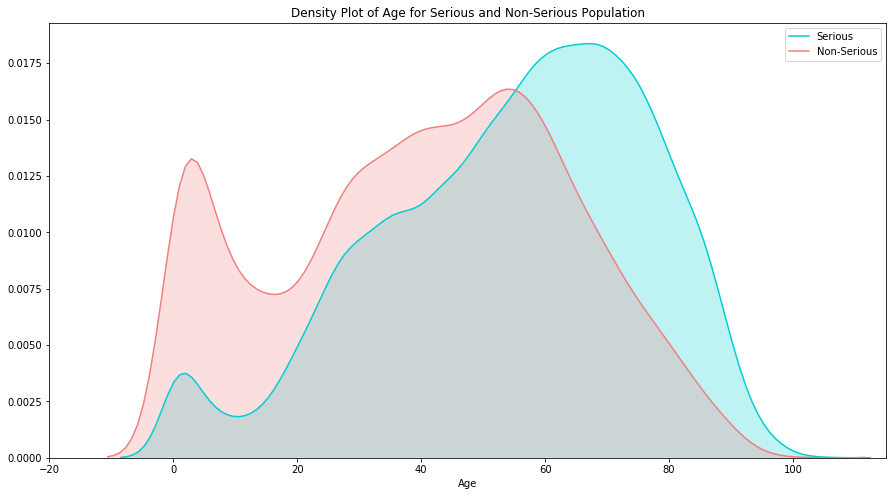 Density Plot of Age for Serious and Non-Serious Population
Serious
Non-Serious
0.0175
0.0150
0.0125
0.0100
0.0075
0.0050
0.0025
0.0000
−20 0 20 40 60 80 100
Age